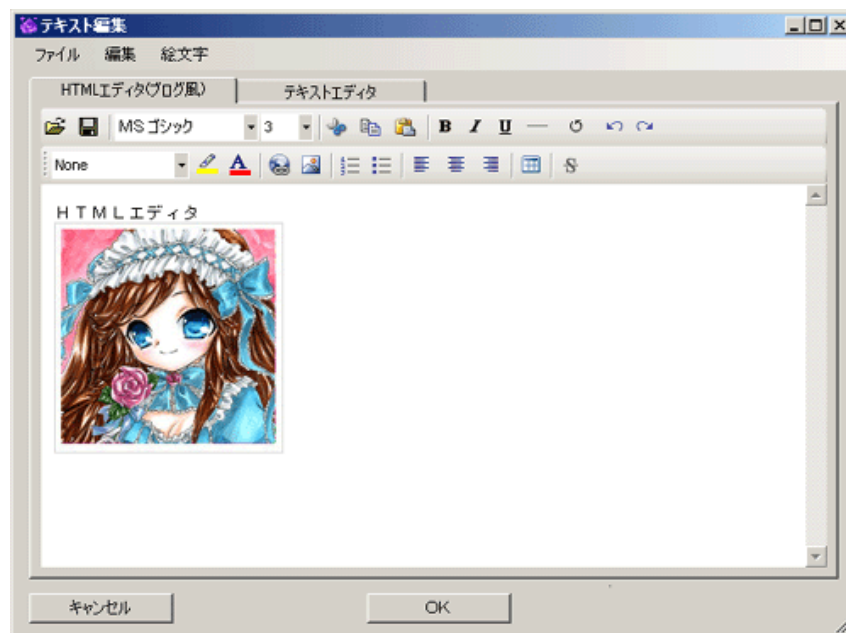 テキスト編集
ファイル 編集 絵文字
HTMLエディタ(ブログ風) テキストエディタ
MS ゴシック 3 B I U
None A S
ＨＴＭＬエディタ
キャンセル OK